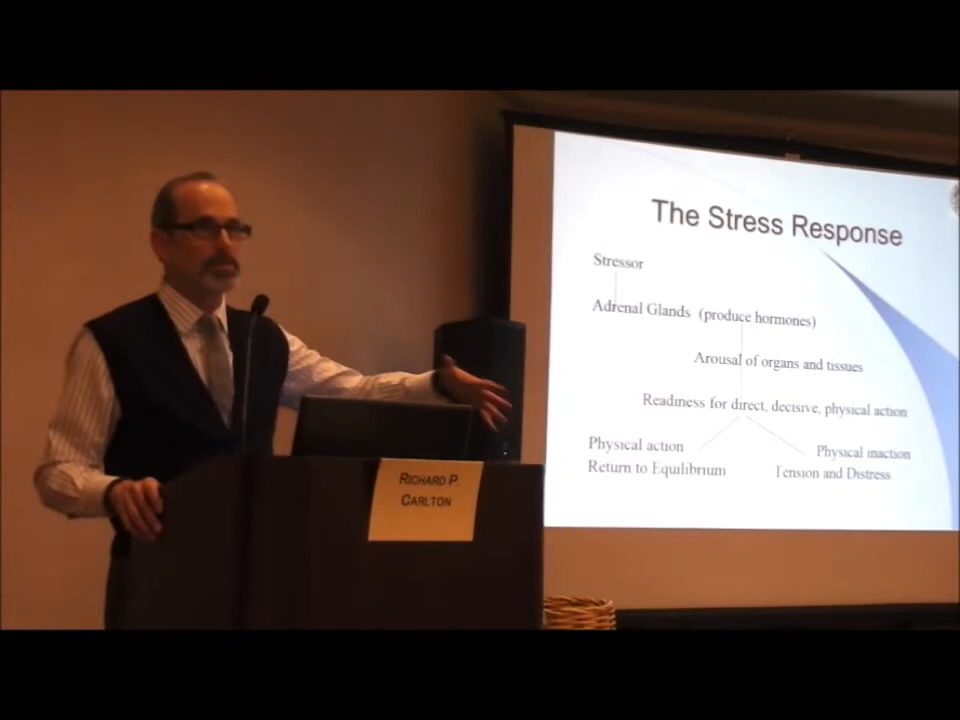 The Stress Response
Stressor
Adrenal Glands (produce hormones)
Arousal of organs and tissues
Readiness for direct, decisive, physical action
Physical action
Return to Equilibrium
Physical inaction
Tension and Distress
RICHARD P.
CARLTON